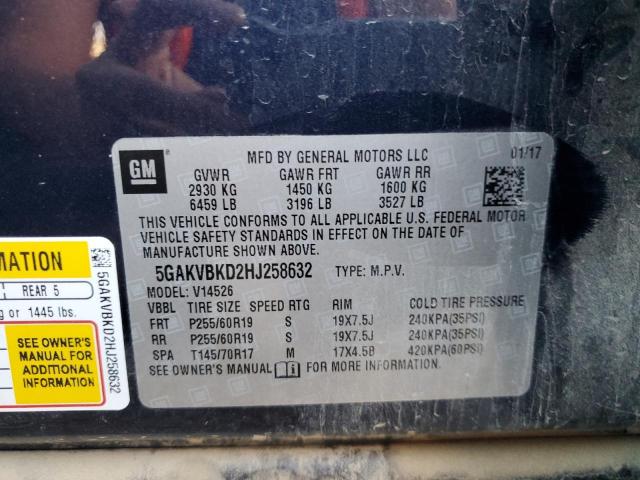 GM
MFD BY GENERAL MOTORS LLC 01/17
GVWR GAWR FRT GAWR RR
2930 KG 1450 KG 1600 KG
6459 LB 3196 LB 3527 LB
THIS VEHICLE CONFORMS TO ALL APPLICABLE U.S. FEDERAL MOTOR
VEHICLE SAFETY STANDARDS IN EFFECT ON THE DATE OF
MANUFACTURE SHOWN ABOVE.
5GAKVBKD2HJ258632 TYPE: M.P.V.
MODEL: V14526
VBBL TIRE SIZE SPEED RTG RIM COLD TIRE PRESSURE
FRT P255/60R19 S 19X7.5J 240KPA(35PSI)
RR P255/60R19 S 19X7.5J 240KPA(35PSI)
SPA T145/70R17 M 17X4.5B 420KPA(60PSI)
SEE OWNER'S MANUAL FOR MORE INFORMATION
REAR 5
or 1445 lbs.
SEE OWNER'S
MANUAL FOR
ADDITIONAL
INFORMATION
5GAKVBKD2HJ258632